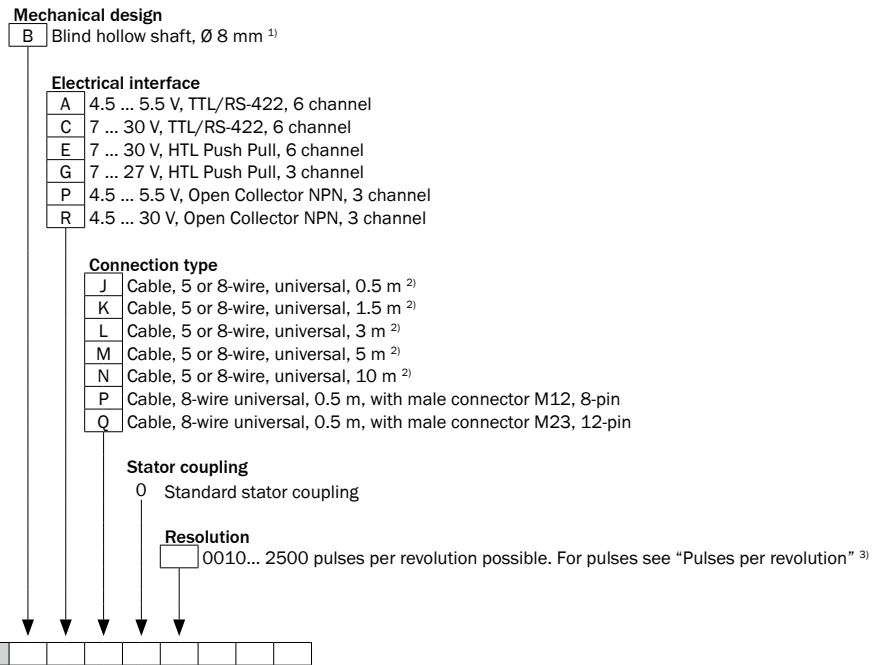 Mechanical design
B Blind hollow shaft, Ø 8 mm 1)
Electrical interface
A 4.5 ... 5.5 V, TTL/RS-422, 6 channel
C 7 ... 30 V, TTL/RS-422, 6 channel
E 7 ... 30 V, HTL Push Pull, 6 channel
G 7 ... 27 V, HTL Push Pull, 3 channel
P 4.5 ... 5.5 V, Open Collector NPN, 3 channel
R 4.5 ... 30 V, Open Collector NPN, 3 channel
Connection type
J Cable, 5 or 8-wire, universal, 0.5 m 2)
K Cable, 5 or 8-wire, universal, 1.5 m 2)
L Cable, 5 or 8-wire, universal, 3 m 2)
M Cable, 5 or 8-wire, universal, 5 m 2)
N Cable, 5 or 8-wire, universal, 10 m 2)
P Cable, 8-wire universal, 0.5 m, with male connector M12, 8-pin
Q Cable, 8-wire universal, 0.5 m, with male connector M23, 12-pin
Stator coupling
0 Standard stator coupling
Resolution
0010... 2500 pulses per revolution possible. For pulses see “Pulses per revolution” 3)